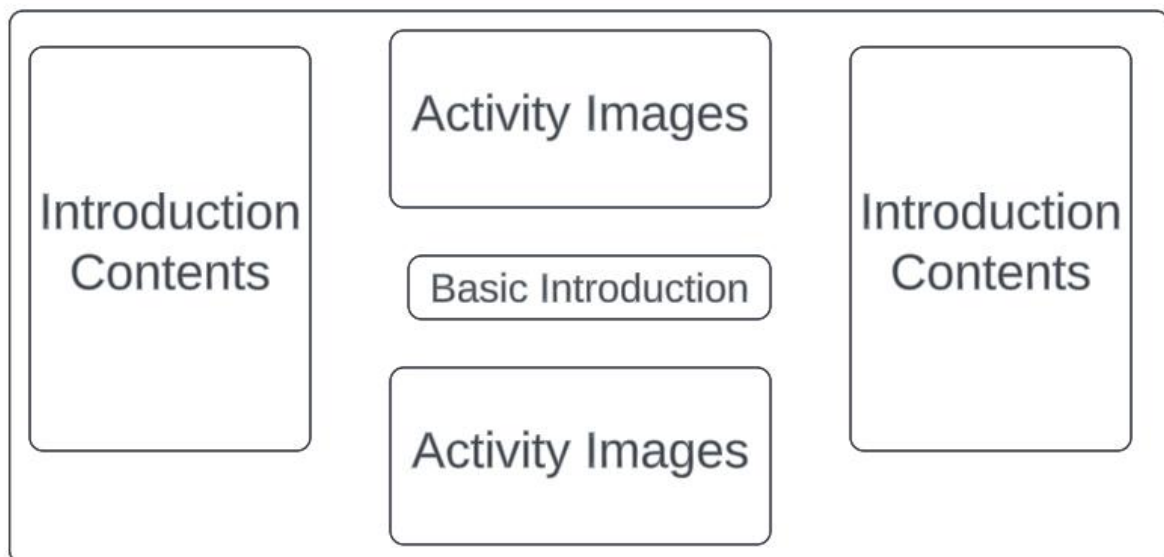 Introduction
Contents
Activity Images
Basic Introduction
Activity Images
Introduction
Contents